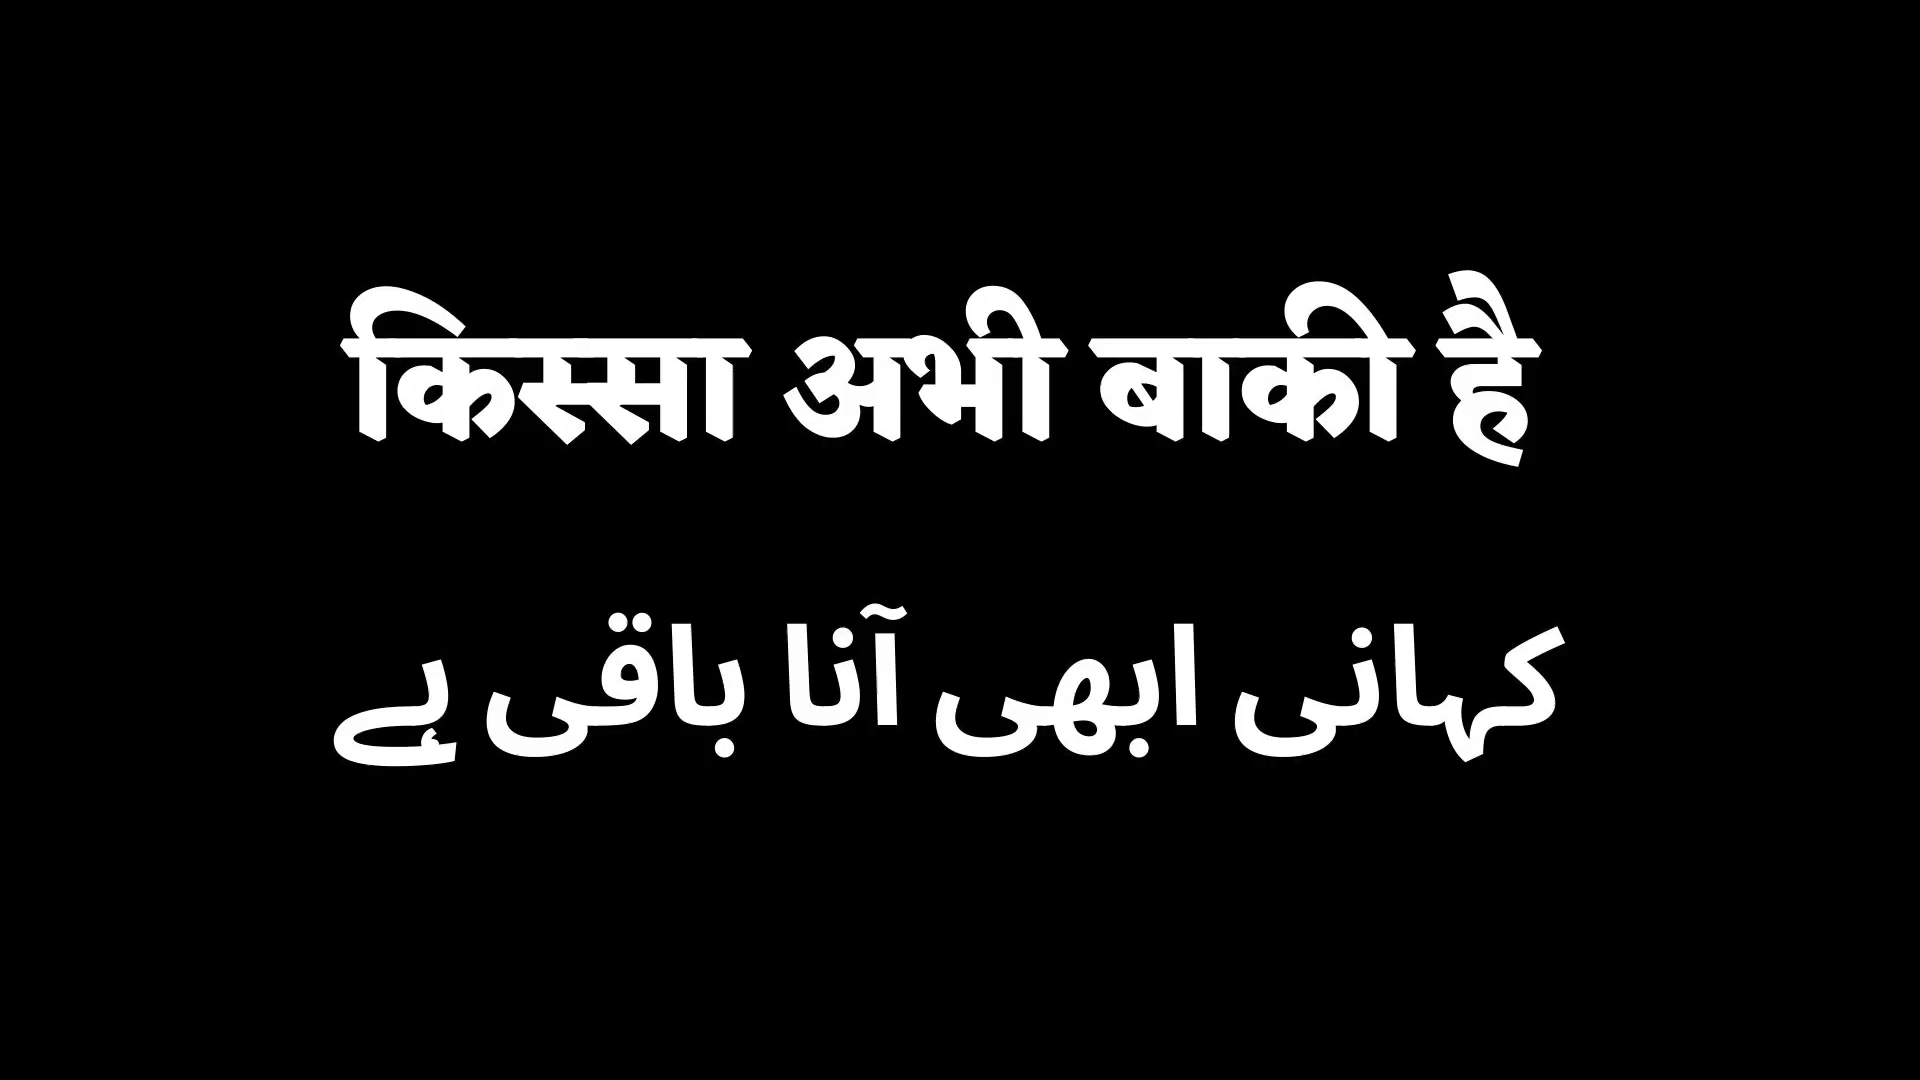 किस्सा अभी बाकी है
کہانی ابھی آنا باقی ہے